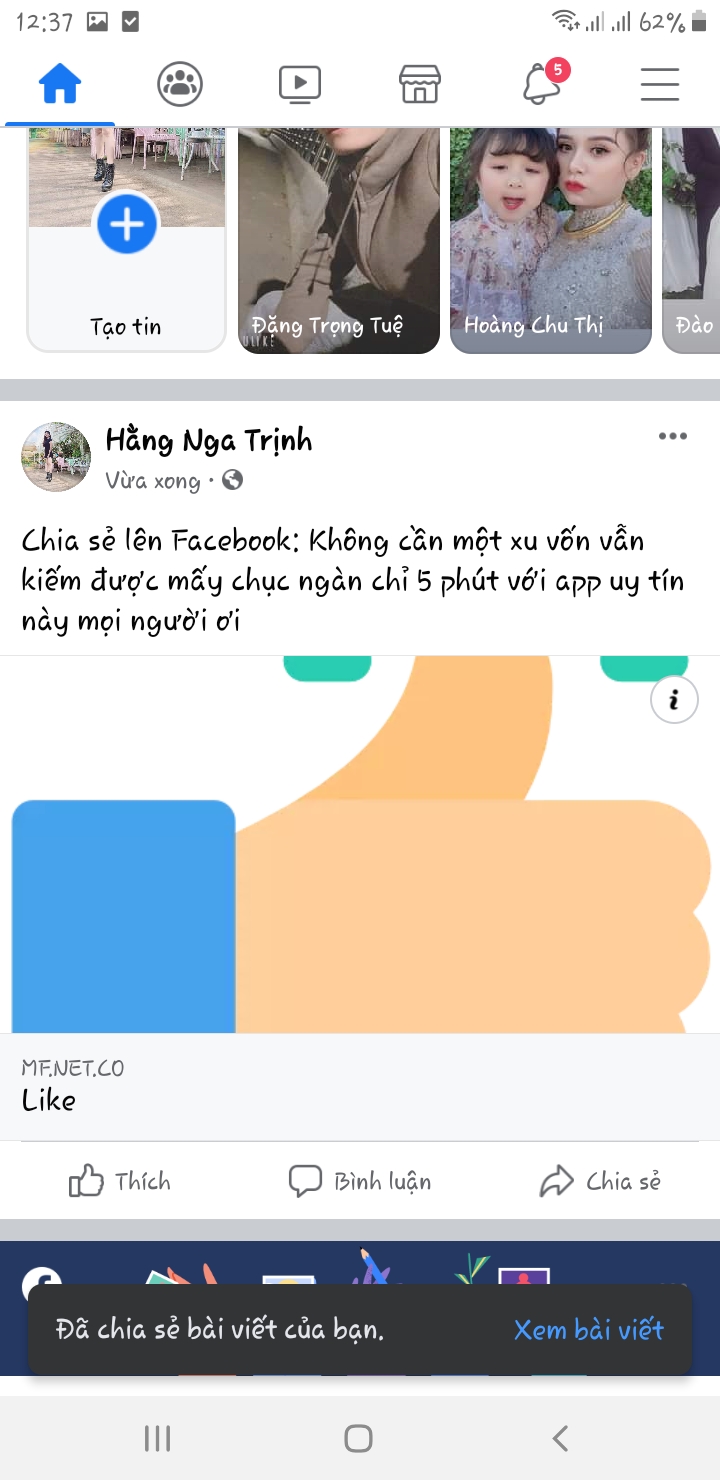 12:37
62%
5
Tạo tin
Đặng Trọng Tuệ
ULIKE
Hoàng Chu Thị
Đào
Hằng Nga Trịnh
Vừa xong
Chia sẻ lên Facebook: Không cần một xu vốn vẫn
kiếm được mấy chục ngàn chỉ 5 phút với app uy tín
này mọi người ơi
MF.NET.CO
Like
Thích
Bình luận
Chia sẻ
Đã chia sẻ bài viết của bạn.
Xem bài viết